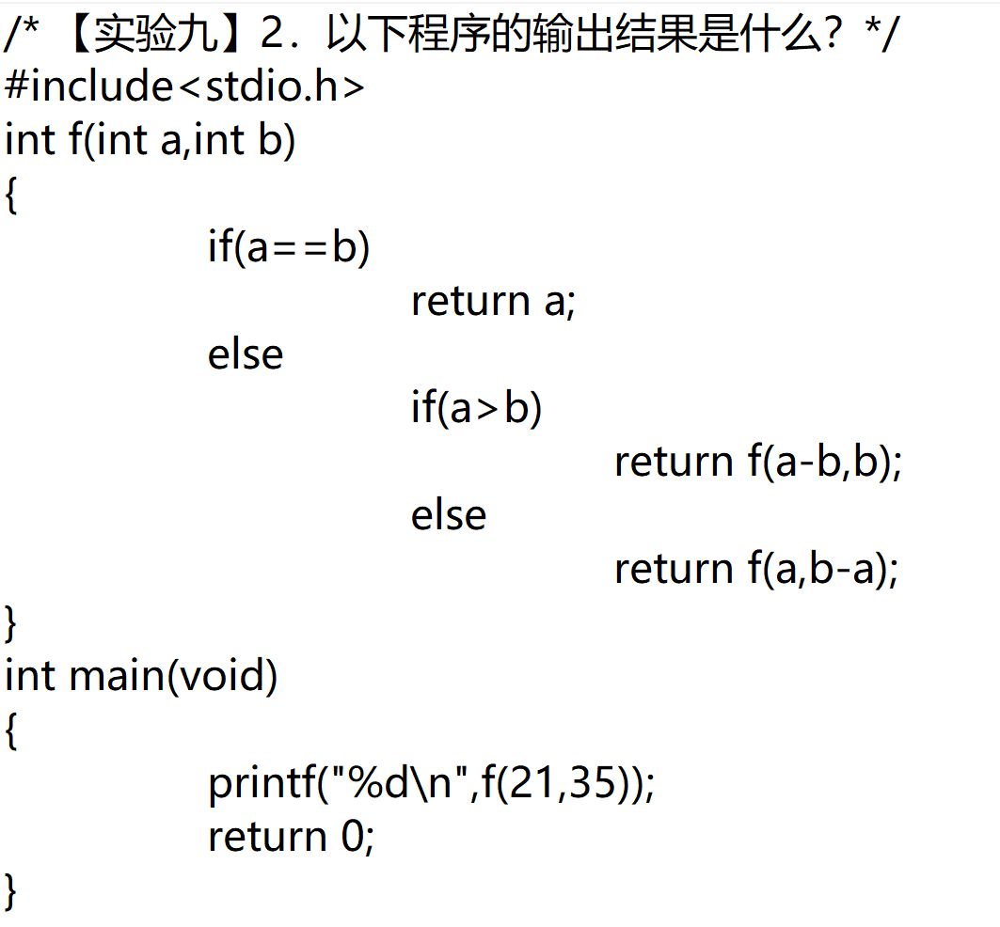 /* 【实验九】2．以下程序的输出结果是什么？*/
#include<stdio.h>
int f(int a,int b)
{
if(a==b)
return a;
else
if(a>b)
return f(a-b,b);
else
return f(a,b-a);
}
int main(void)
{
printf("%d\n",f(21,35));
return 0;
}